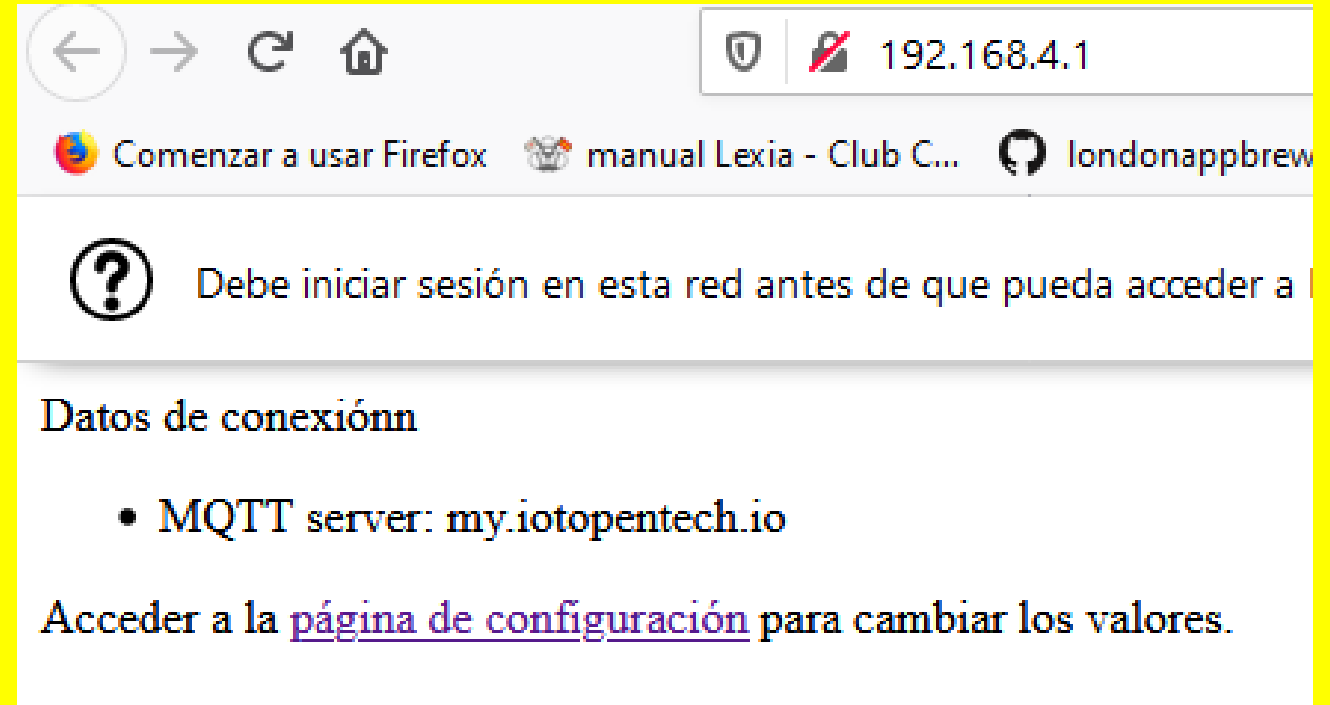 192.168.4.1
Comenzar a usar Firefox manual Lexia - Club C... londonappbrew
Debe iniciar sesión en esta red antes de que pueda acceder a
Datos de conexiónn
• MQTT server: my.iotopentech.io
Acceder a la página de configuración para cambiar los valores.